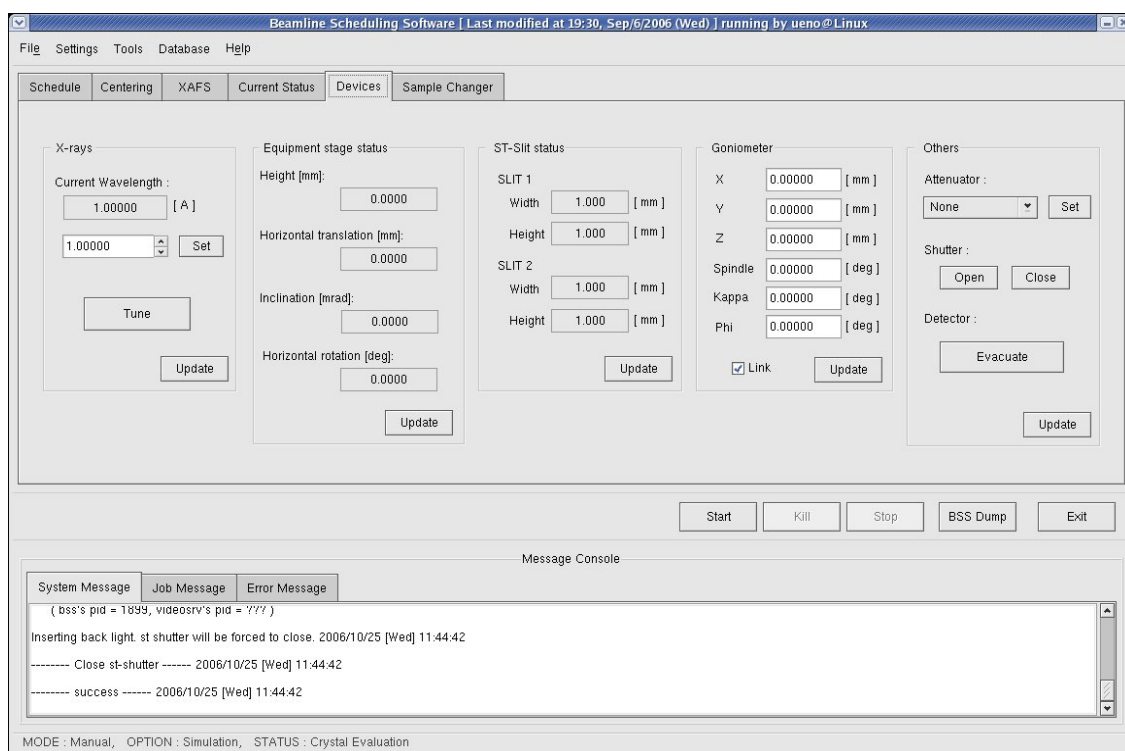 Beamline Scheduling Software [ Last modified at 19:30, Sep/6/2006 (Wed) ] running by ueno@Linux
File Settings Tools Database Help
Schedule Centering XAFS Current Status Devices Sample Changer
X-rays
Current Wavelength :
1.00000 [ A ]
1.00000 Set
Tune
Update
Equipment stage status
Height [mm]:
0.0000
Horizontal translation [mm]:
0.0000
Inclination [mrad]:
0.0000
Horizontal rotation [deg]:
0.0000
Update
ST-Slit status
SLIT 1
Width 1.000 [ mm ]
Height 1.000 [ mm ]
SLIT 2
Width 1.000 [ mm ]
Height 1.000 [ mm ]
Update
Goniometer
X 0.00000 [ mm ]
Y 0.00000 [ mm ]
Z 0.00000 [ mm ]
Spindle 0.00000 [ deg ]
Kappa 0.00000 [ deg ]
Phi 0.00000 [ deg ]
Link Update
Others
Attenuator :
None Set
Shutter :
Open Close
Detector :
Evacuate
Update
Start Kill Stop BSS Dump Exit
Message Console
System Message Job Message Error Message
( bss's pid = 1899, videosrv's pid = ??? )
Inserting back light. st shutter will be forced to close. 2006/10/25 [Wed] 11:44:42
-------- Close st-shutter ------ 2006/10/25 [Wed] 11:44:42
-------- success ------ 2006/10/25 [Wed] 11:44:42
MODE : Manual, OPTION : Simulation, STATUS : Crystal Evaluation